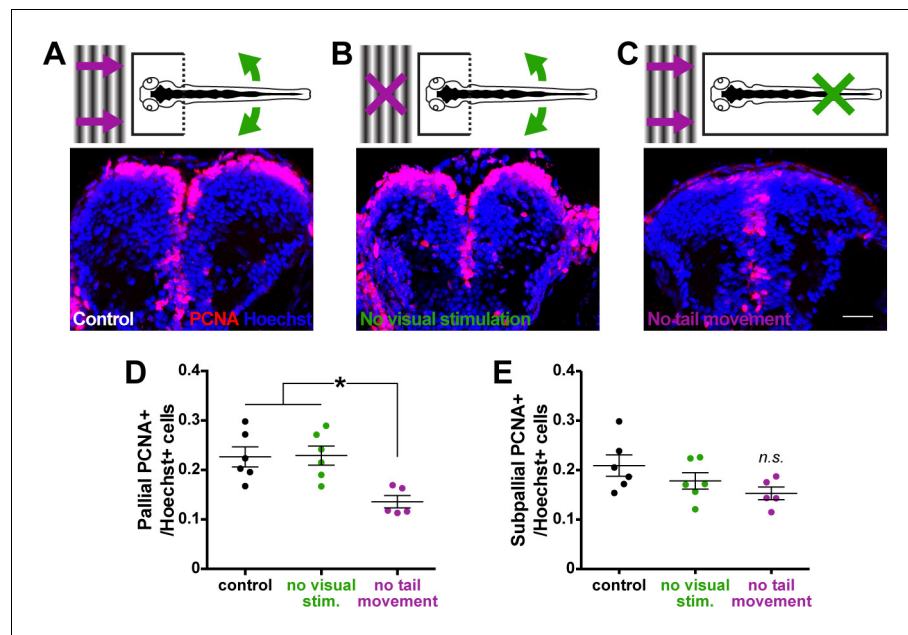 A
B
C
Control
PCNA Hoechst
No visual stimulation
No tail movement
D
Pallial PCNA+
/Hoechst+ cells
0.4
0.3
0.2
0.1
0
*
control
no visual
stim.
no tail
movement
E
Subpallial PCNA+
/Hoechst+ cells
0.4
0.3
0.2
0.1
0
n.s.
control
no visual
stim.
no tail
movement